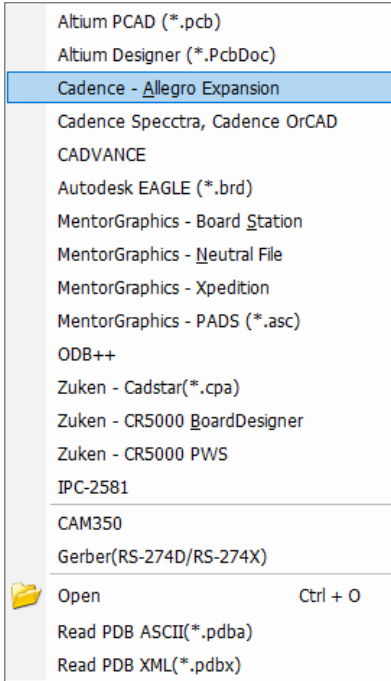 Altium PCAD (*.pcb)
Altium Designer (*.PcbDoc)
Cadence - Allegro Expansion
Cadence Specctra, Cadence OrCAD
CADVANCE
Autodesk EAGLE (*.brd)
MentorGraphics - Board Station
MentorGraphics - Neutral File
MentorGraphics - Xpedition
MentorGraphics - PADS (*.asc)
ODB++
Zuken - Cadstar(*.cpa)
Zuken - CR5000 BoardDesigner
Zuken - CR5000 PWS
IPC-2581
CAM350
Gerber(RS-274D/RS-274X)
Open Ctrl + O
Read PDB ASCII(*.pdba)
Read PDB XML(*.pdbx)